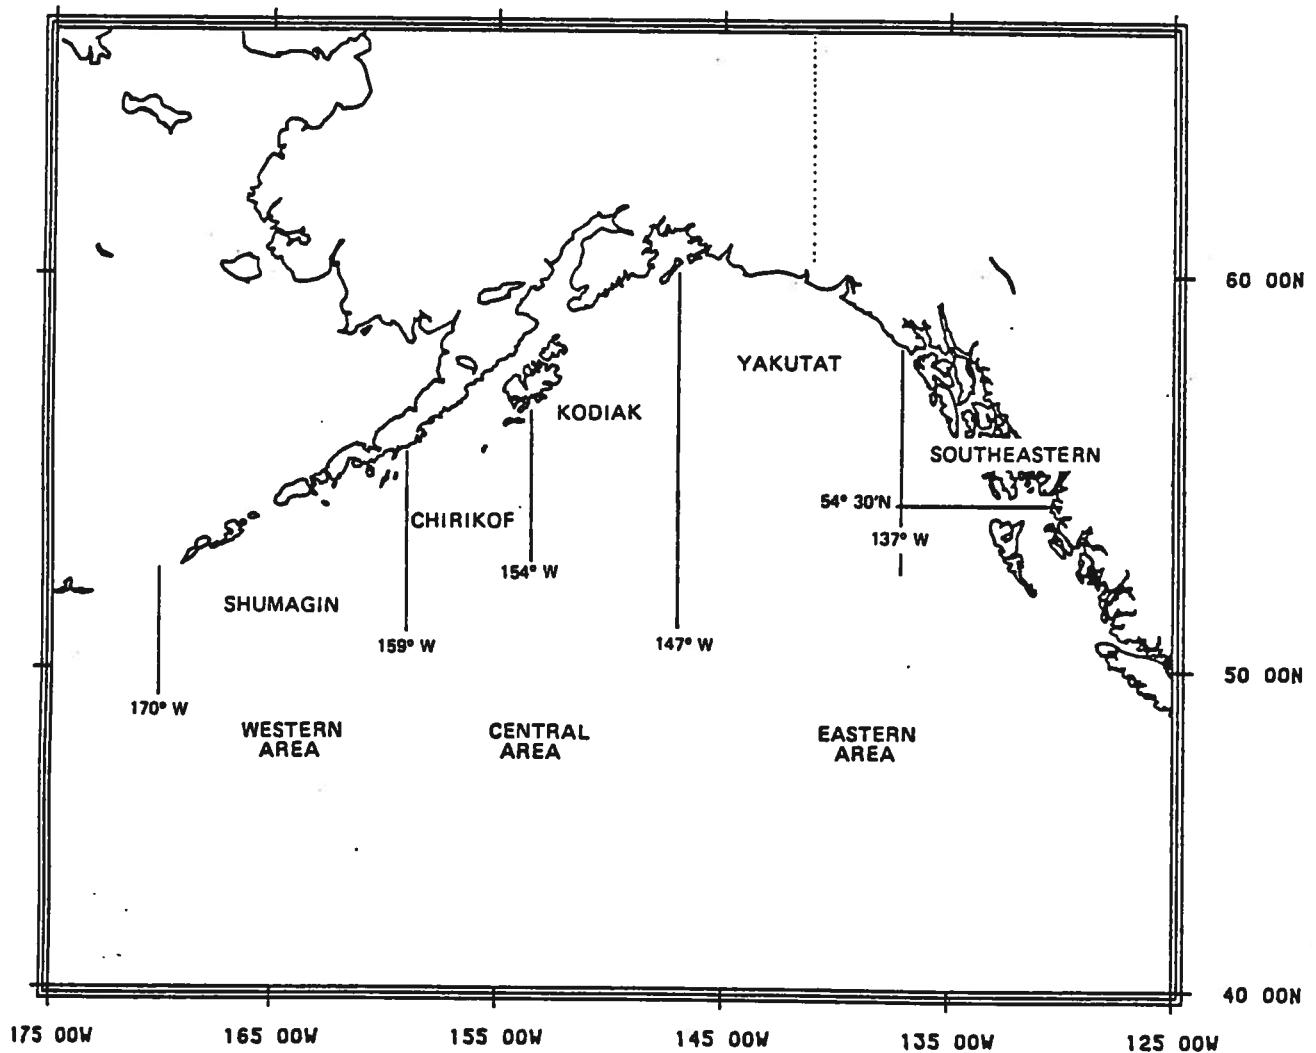 60 00N
YAKUTAT
KODIAK
SOUTHEASTERN
54° 30'N
CHIRIKOF
137° W
154° W
SHUMAGIN
159° W
147° W
50 00N
170° W
WESTERN
AREA
CENTRAL
AREA
EASTERN
AREA
40 00N
175 00W
165 00W
155 00W
145 00W
135 00W
125 00W